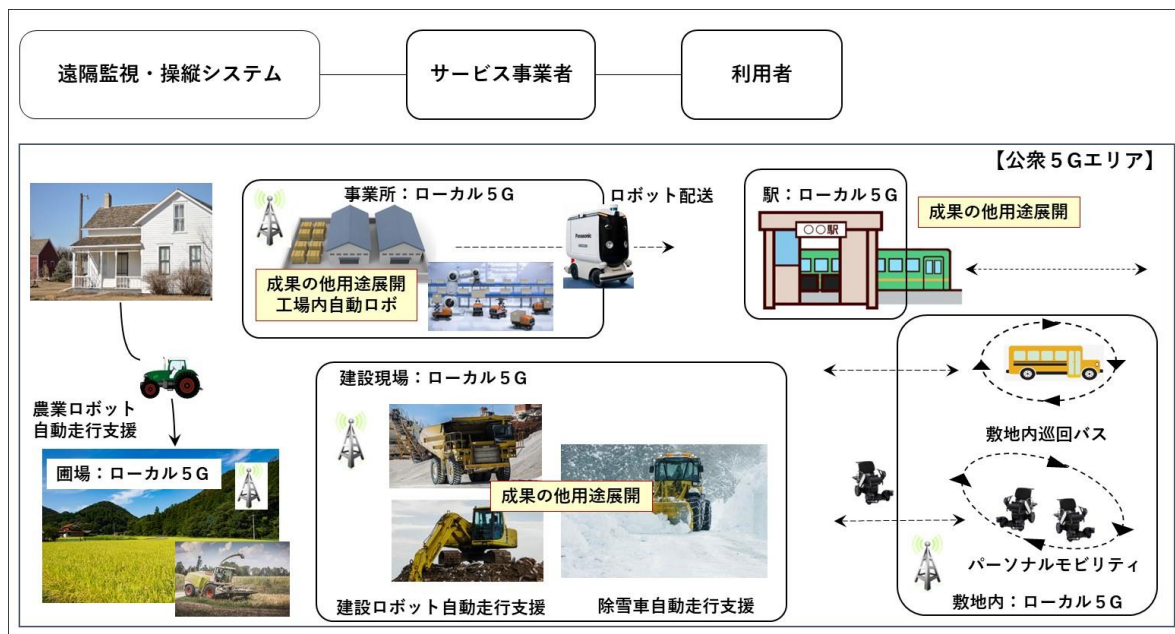 遠隔監視・操縦システム
サービス事業者
利用者
【公衆５Gエリア】
事業所：ローカル５G
ロボット配送
駅：ローカル５G
成果の他用途展開
○○駅
Panasonic
成果の他用途展開
工場内自動ロボ
建設現場：ローカル５G
農業ロボット
自動走行支援
敷地内巡回バス
圃場：ローカル５G
成果の他用途展開
パーソナルモビリティ
建設ロボット自動走行支援
除雪車自動走行支援
敷地内：ローカル５G